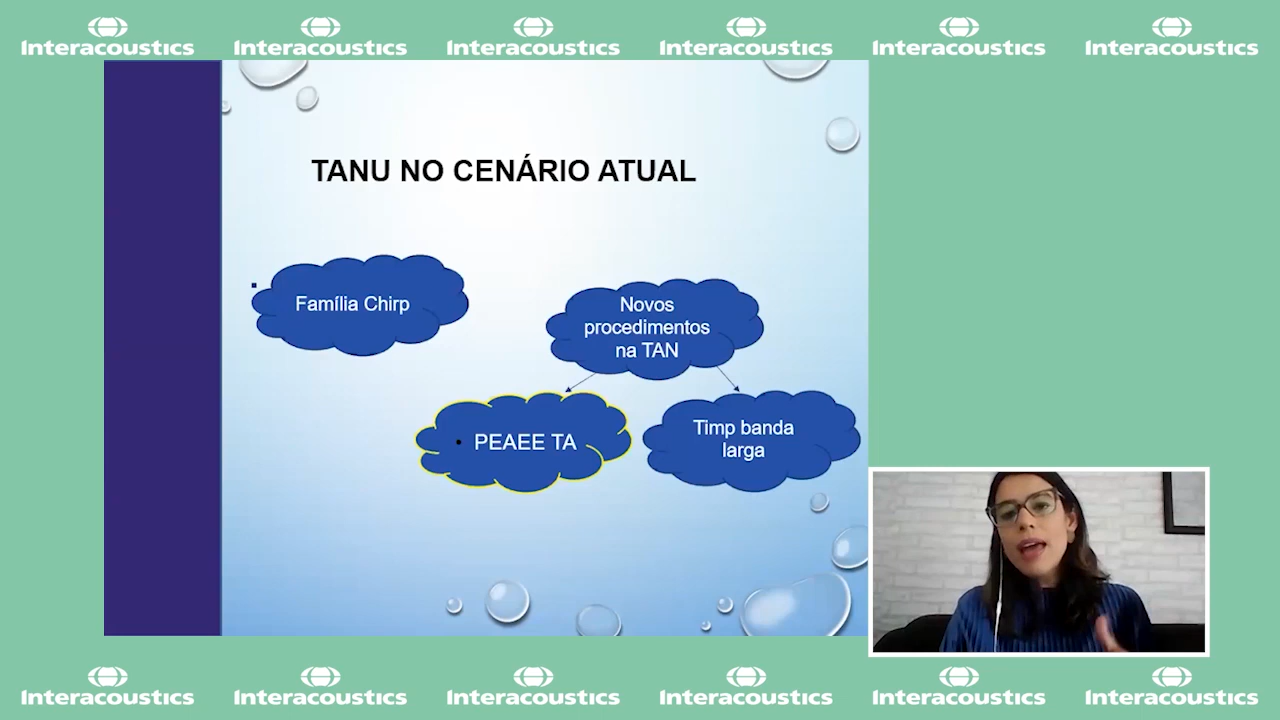 Interacoustics Interacoustics Interacoustics Interacoustics Interacoustics Interacoustics
TANU NO CENÁRIO ATUAL
Família Chirp
Novos
procedimentos
na TAN
PEAEE TA
Timp banda
larga
Interacoustics Interacoustics Interacoustics Interacoustics Interacoustics Interacoustics